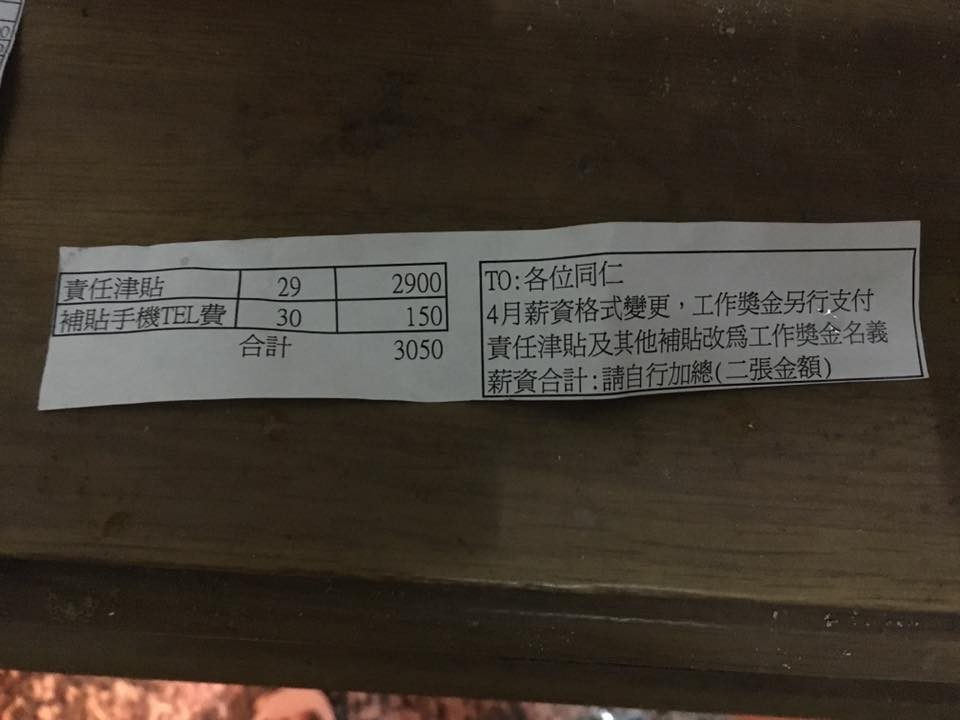 責任津貼 29 2900
補貼手機TEL費 30 150
合計 3050
TO:各位同仁
4月薪資格式變更，工作獎金另行支付
責任津貼及其他補貼改爲工作獎金名義
薪資合計:請自行加總(二張金額)